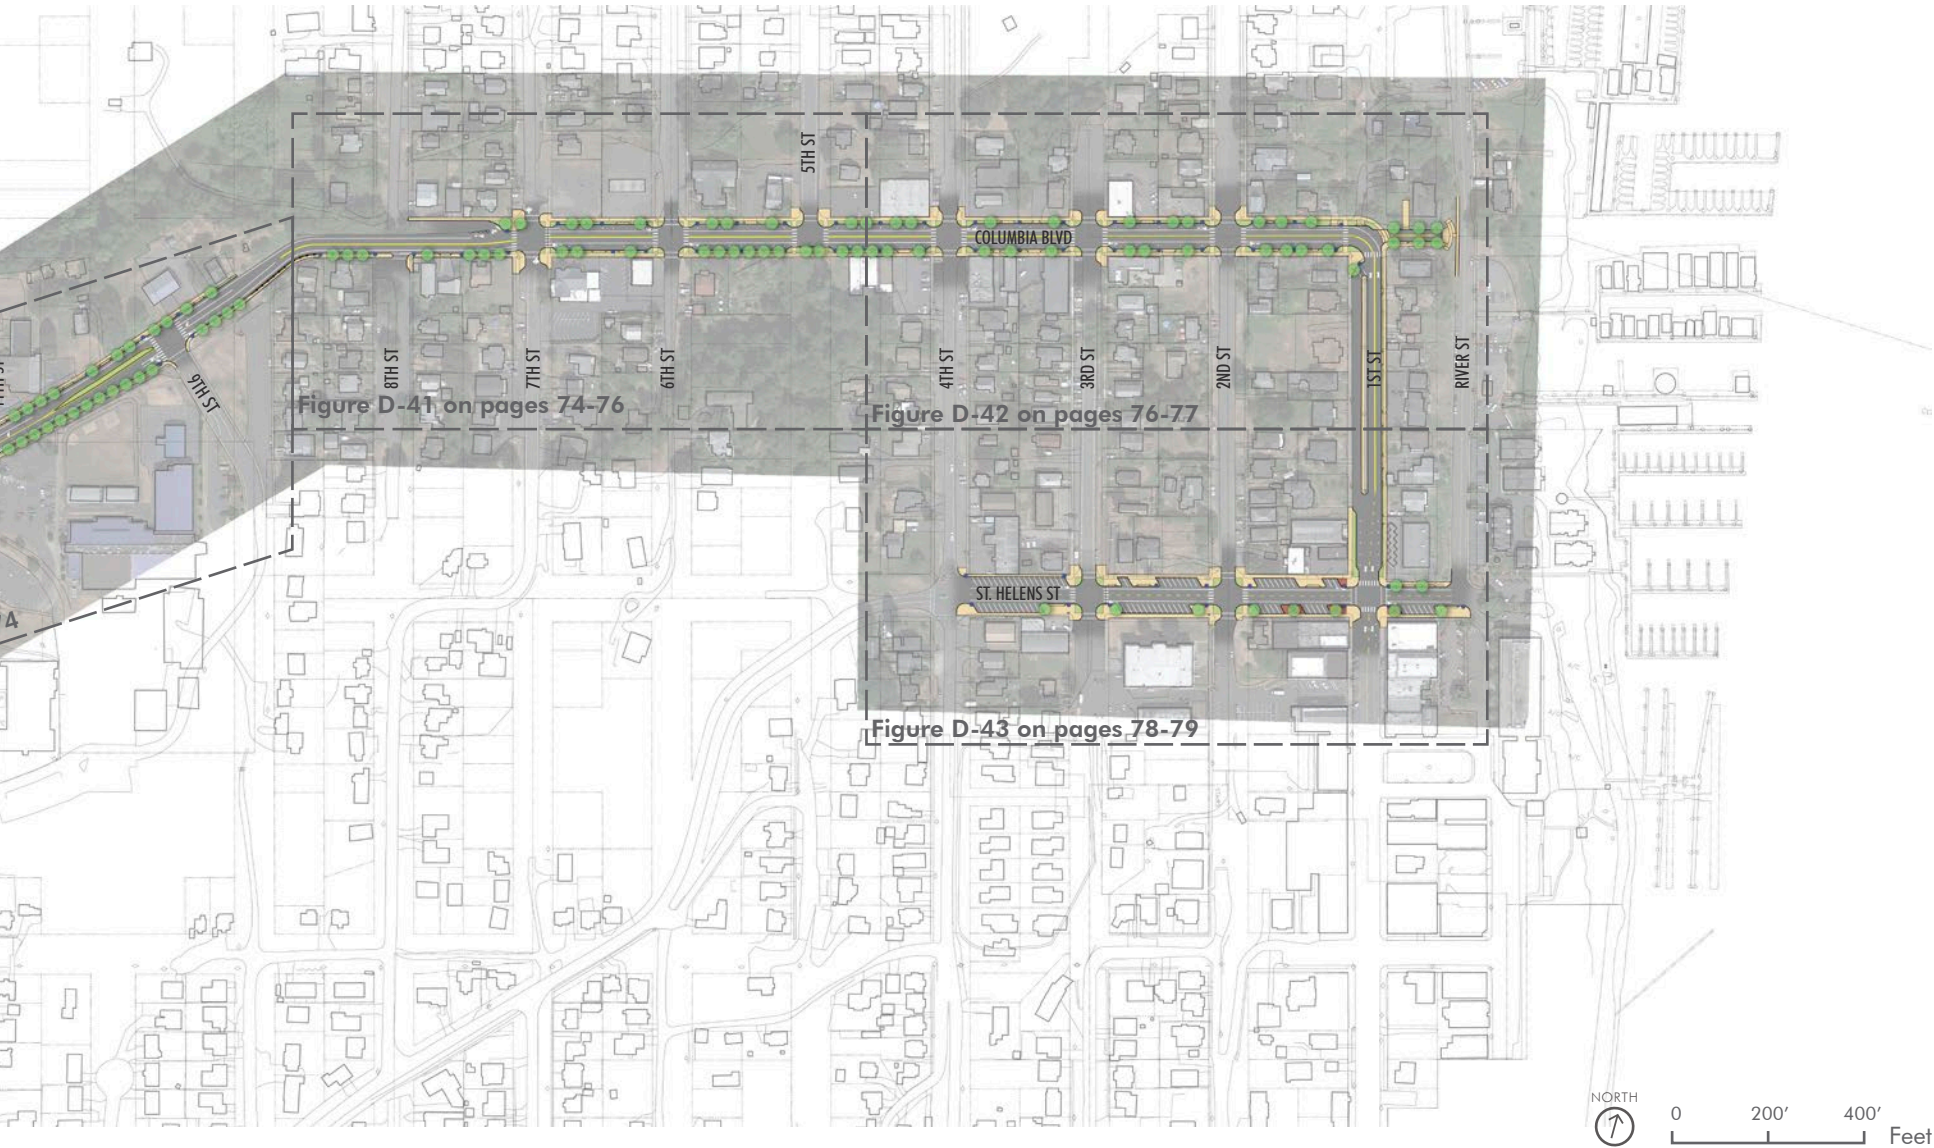 5TH ST
COLUMBIA BLVD
8TH ST
7TH ST
6TH ST
4TH ST
3RD ST
2ND ST
1ST ST
RIVER ST
9TH ST
Figure D-41 on pages 74-76
Figure D-42 on pages 76-77
ST. HELENS ST
Figure D-43 on pages 78-79
NORTH
0 200’ 400’
Feet